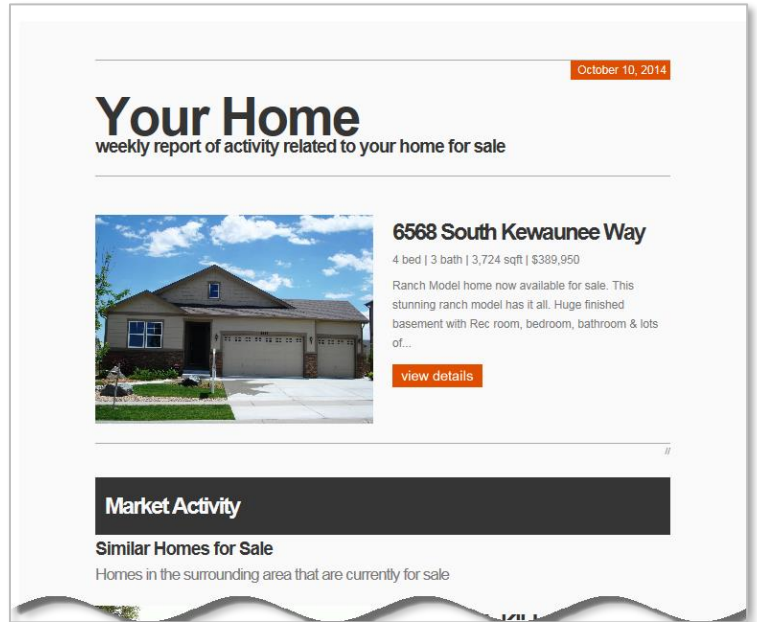 October 10, 2014
Your Home
weekly report of activity related to your home for sale
6568 South Kewaunee Way
4 bed | 3 bath | 3,724 sqft | $389,950
Ranch Model home now available for sale. This
stunning ranch model has it all. Huge finished
basement with Rec room, bedroom, bathroom & lots
of...
view details
//
Market Activity
Similar Homes for Sale
Homes in the surrounding area that are currently for sale